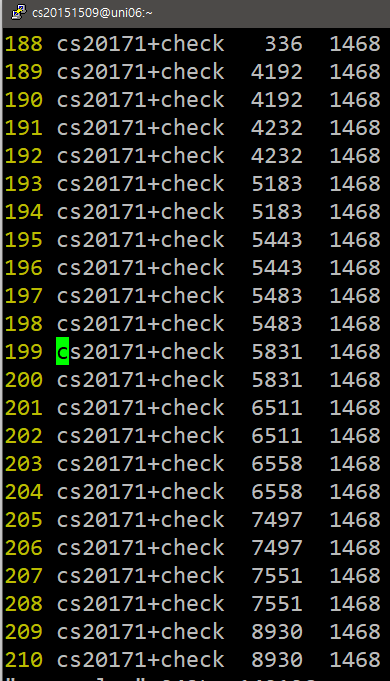 cs20151509@uni06:~
188 cs20171+check 336 1468
189 cs20171+check 4192 1468
190 cs20171+check 4192 1468
191 cs20171+check 4232 1468
192 cs20171+check 4232 1468
193 cs20171+check 5183 1468
194 cs20171+check 5183 1468
195 cs20171+check 5443 1468
196 cs20171+check 5443 1468
197 cs20171+check 5483 1468
198 cs20171+check 5483 1468
199 cs20171+check 5831 1468
200 cs20171+check 5831 1468
201 cs20171+check 6511 1468
202 cs20171+check 6511 1468
203 cs20171+check 6558 1468
204 cs20171+check 6558 1468
205 cs20171+check 7497 1468
206 cs20171+check 7497 1468
207 cs20171+check 7551 1468
208 cs20171+check 7551 1468
209 cs20171+check 8930 1468
210 cs20171+check 8930 1468